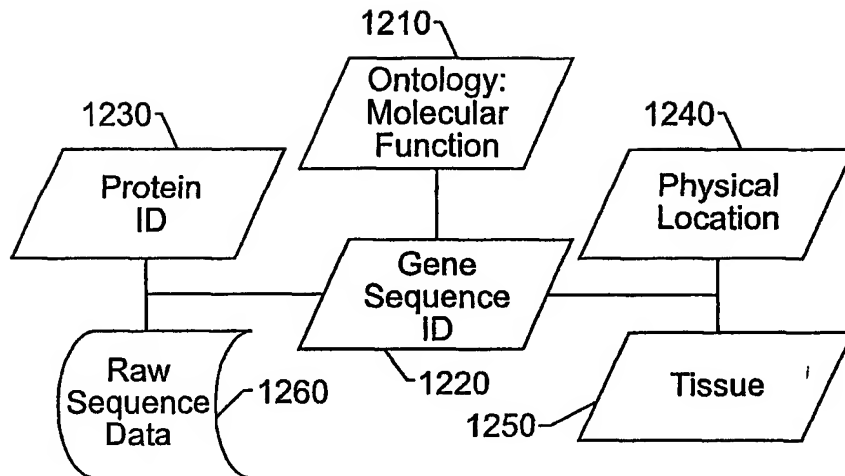 1210
Ontology:
Molecular
Function
1230
Protein
ID
1240
Physical
Location
Gene
Sequence
ID
1220
Raw
Sequence
Data
1260
Tissue
1250